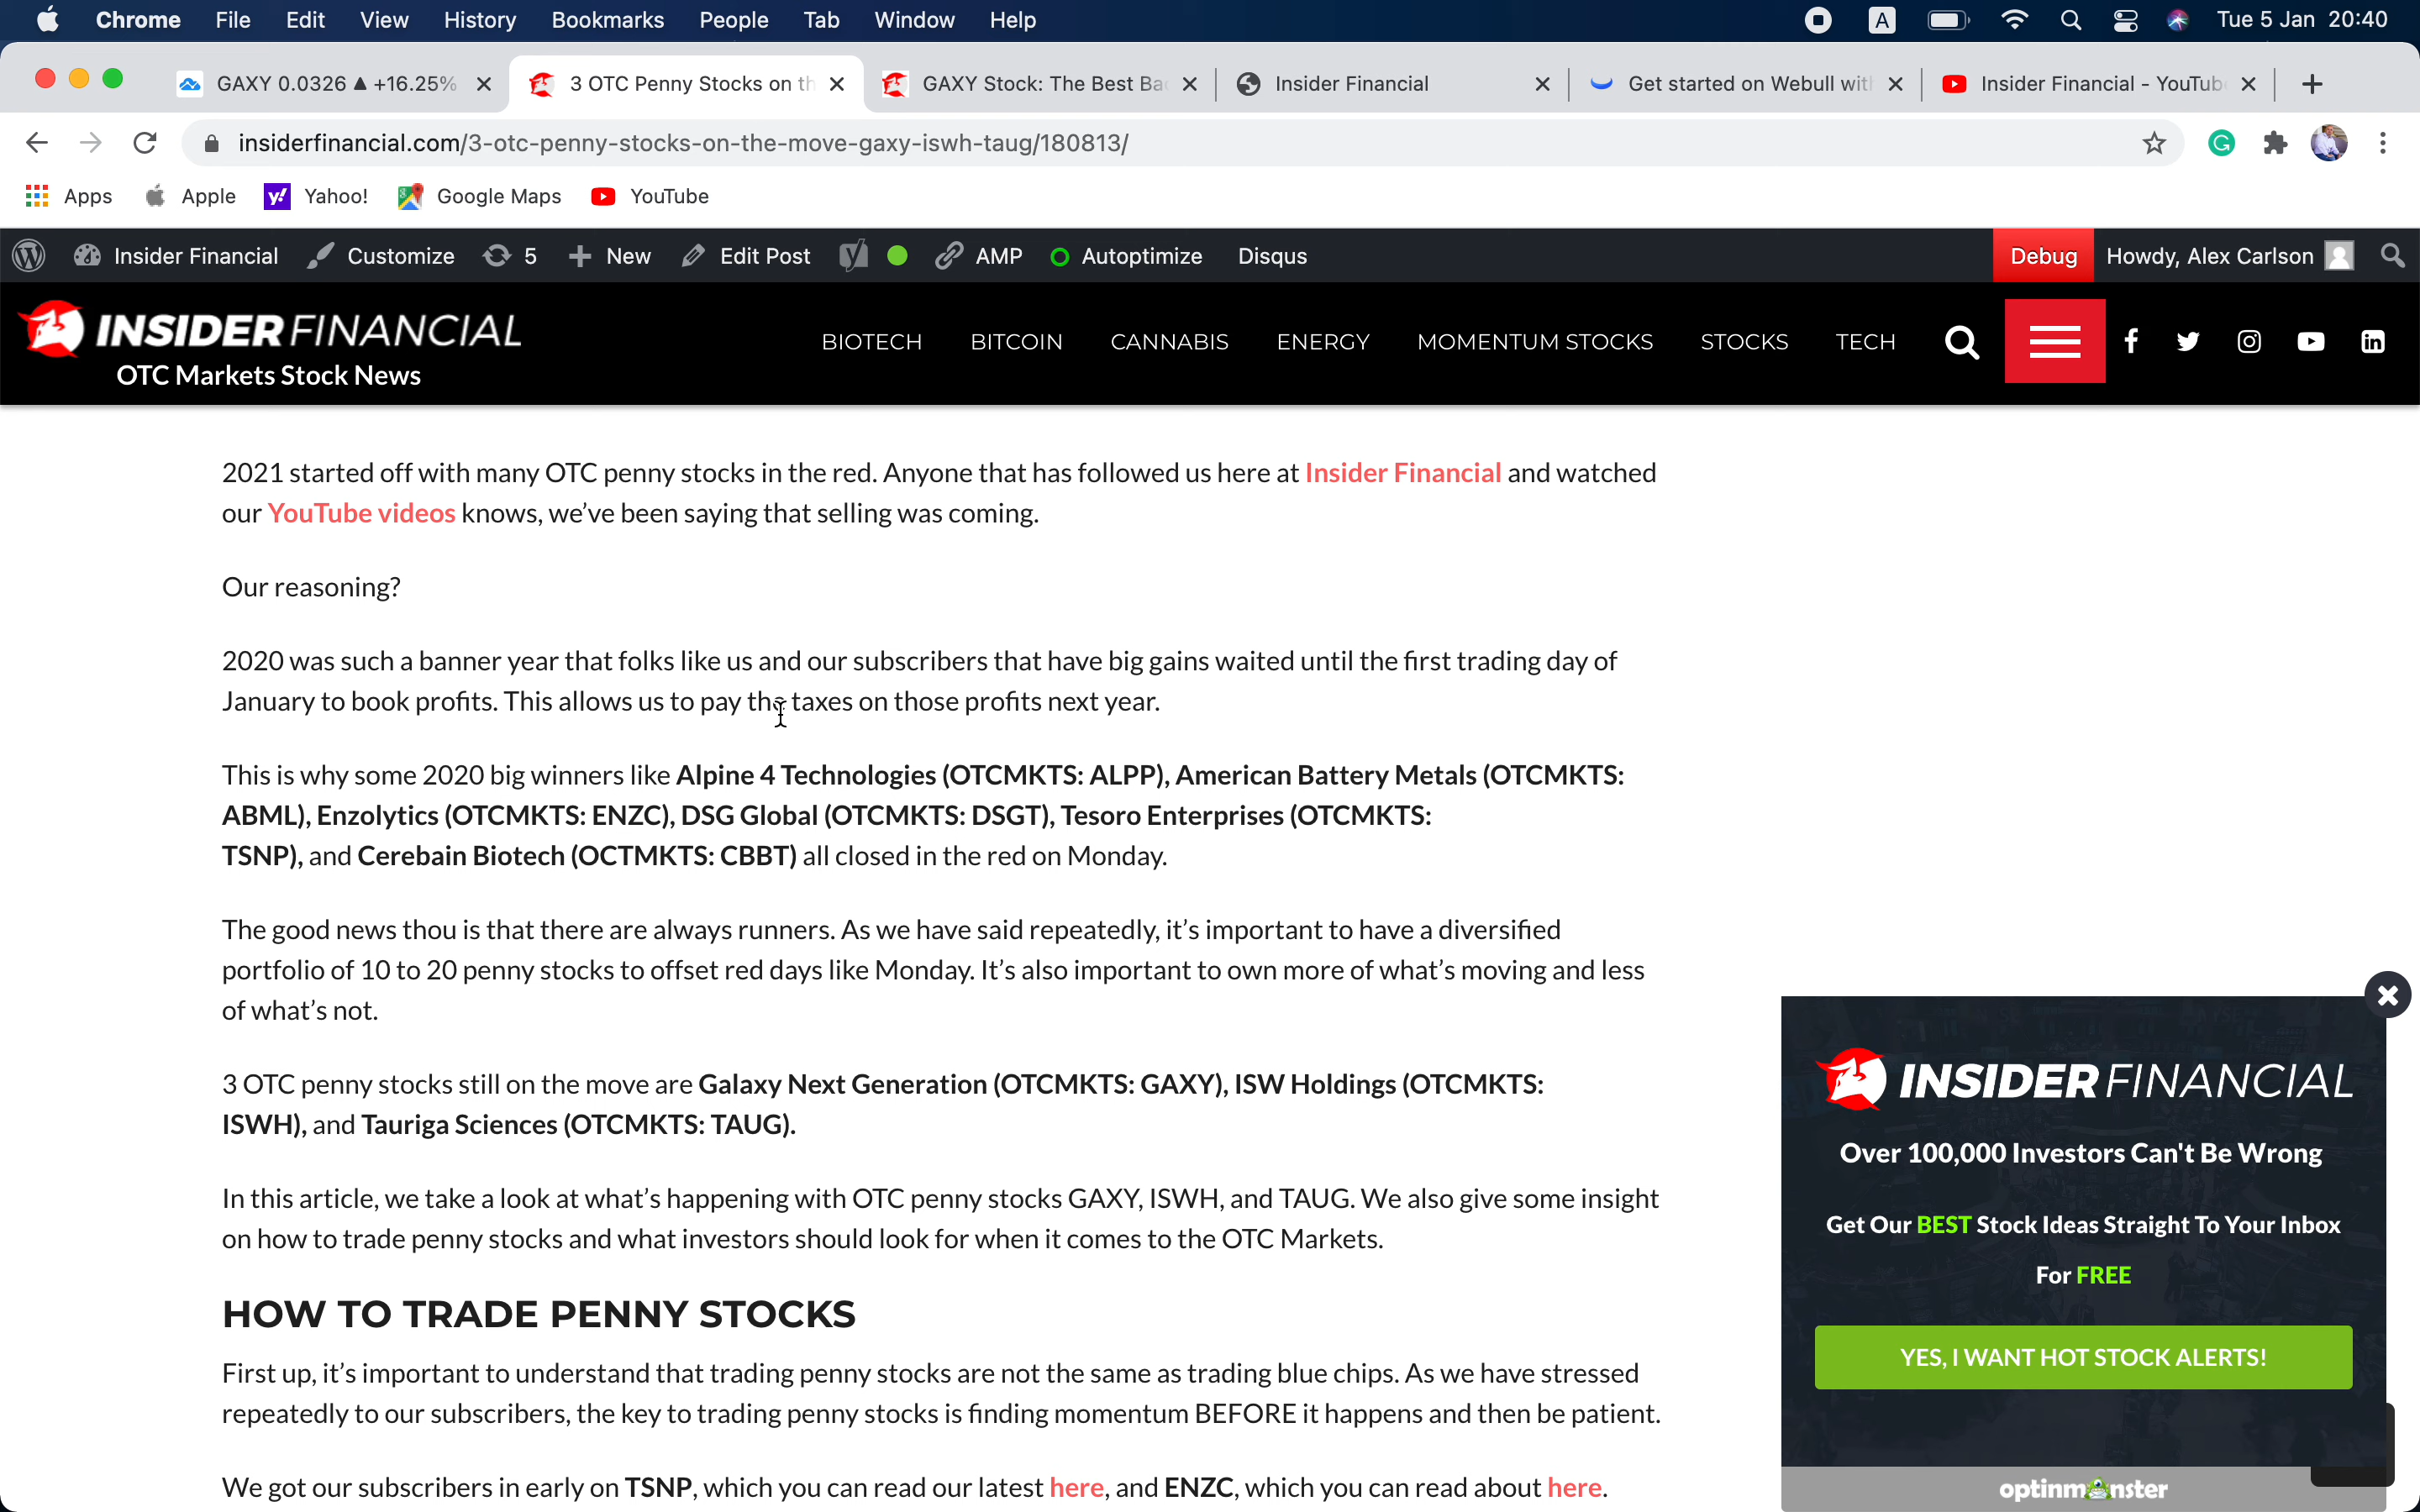 Chrome File Edit View History Bookmarks People Tab Window Help A Tue 5 Jan 20:40
GAXY 0.0326 ▲ +16.25% 3 OTC Penny Stocks on th GAXY Stock: The Best Ba Insider Financial Get started on Webull wit Insider Financial - YouTub
insiderfinancial.com/3-otc-penny-stocks-on-the-move-gaxy-iswh-taug/180813/
Apps Apple Yahoo! Google Maps YouTube
Insider Financial Customize 5 New Edit Post AMP Autoptimize Disqus Debug Howdy, Alex Carlson
INSIDER FINANCIAL
OTC Markets Stock News
BIOTECH BITCOIN CANNABIS ENERGY MOMENTUM STOCKS STOCKS TECH
2021 started off with many OTC penny stocks in the red. Anyone that has followed us here at Insider Financial and watched
our YouTube videos knows, we've been saying that selling was coming.
Our reasoning?
2020 was such a banner year that folks like us and our subscribers that have big gains waited until the first trading day of
January to book profits. This allows us to pay the taxes on those profits next year.
This is why some 2020 big winners like Alpine 4 Technologies (OTCMKTS: ALPP), American Battery Metals (OTCMKTS:
ABML), Enzolytics (OTCMKTS: ENZC), DSG Global (OTCMKTS: DSGT), Tesoro Enterprises (OTCMKTS:
TSNP), and Cerebain Biotech (OCTMKTS: CBBT) all closed in the red on Monday.
The good news thou is that there are always runners. As we have said repeatedly, it's important to have a diversified
portfolio of 10 to 20 penny stocks to offset red days like Monday. It's also important to own more of what's moving and less
of what's not.
3 OTC penny stocks still on the move are Galaxy Next Generation (OTCMKTS: GAXY), ISW Holdings (OTCMKTS:
ISWH), and Tauriga Sciences (OTCMKTS: TAUG).
In this article, we take a look at what's happening with OTC penny stocks GAXY, ISWH, and TAUG. We also give some insight
on how to trade penny stocks and what investors should look for when it comes to the OTC Markets.
HOW TO TRADE PENNY STOCKS
First up, it's important to understand that trading penny stocks are not the same as trading blue chips. As we have stressed
repeatedly to our subscribers, the key to trading penny stocks is finding momentum BEFORE it happens and then be patient.
We got our subscribers in early on TSNP, which you can read our latest here, and ENZC, which you can read about here.
INSIDER FINANCIAL
Over 100,000 Investors Can't Be Wrong
Get Our BEST Stock Ideas Straight To Your Inbox
For FREE
YES, I WANT HOT STOCK ALERTS!
optinmonster